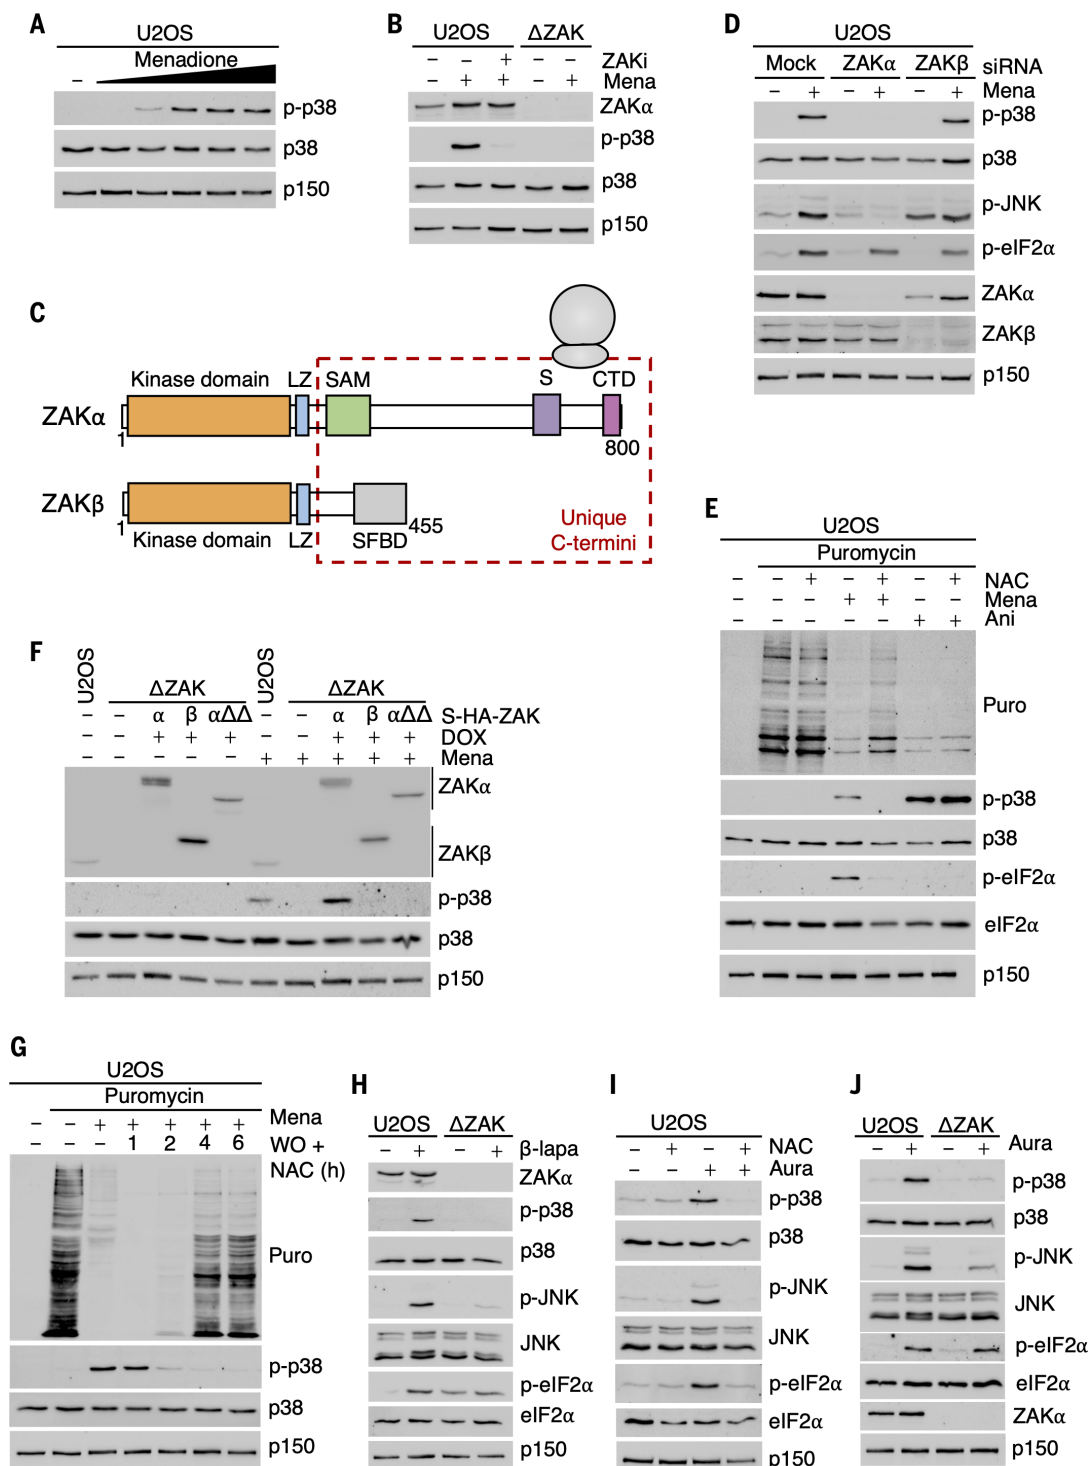 A
U2OS
Menadione
–
p-p38
p38
p150
B
U2OS ΔZAK
– – + – – ZAKi
– + + – + Mena
ZAKα
p-p38
p38
p150
D
U2OS
Mock ZAKα ZAKβ siRNA
– + – + – + Mena
p-p38
p38
p-JNK
p-eIF2α
ZAKα
ZAKβ
p150
C
Kinase domain LZ SAM S CTD
ZAKα
1
800
ZAKβ
1
455
Kinase domain LZ SFBD
Unique
C-termini
E
U2OS
Puromycin
– – + – + – + NAC
– – – + + – – Mena
– – – – – + + Ani
Puro
p-p38
p38
p-eIF2α
eIF2α
p150
F
U2OS ΔZAK U2OS ΔZAK
– – α β αΔΔ – – α β αΔΔ S-HA-ZAK
– – + + + – – + + + DOX
– – – – – + + + + + Mena
ZAKα
ZAKβ
p-p38
p38
p150
G
U2OS
Puromycin
– – + + + + + Mena
– – – 1 2 4 6 WO +
NAC (h)
Puro
p-p38
p38
p150
H
U2OS ΔZAK
– + – + β-lapa
ZAKα
p-p38
p38
p-JNK
JNK
p-eIF2α
eIF2α
p150
I
U2OS
– + – + NAC
– – + + Aura
p-p38
p38
p-JNK
JNK
p-eIF2α
eIF2α
p150
J
U2OS ΔZAK
– + – + Aura
p-p38
p38
p-JNK
JNK
p-eIF2α
eIF2α
ZAKα
p150